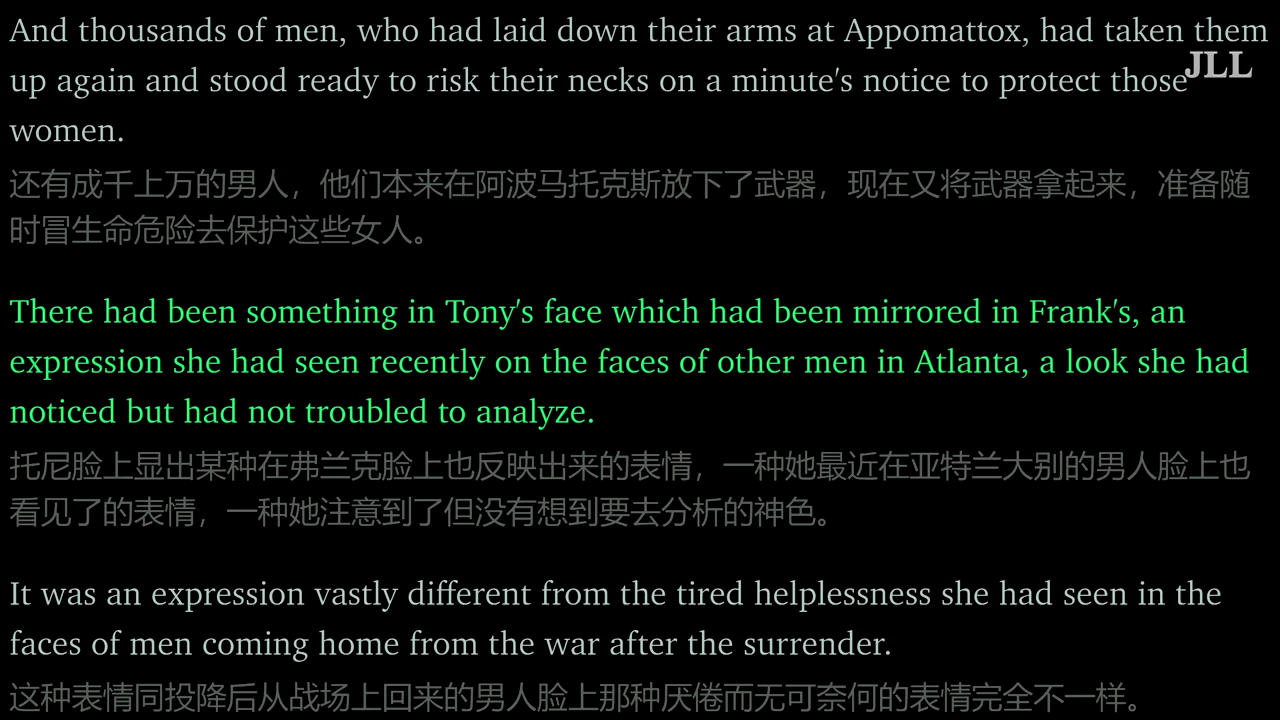 And thousands of men, who had laid down their arms at Appomattox, had taken them
up again and stood ready to risk their necks on a minute's notice to protect those
JLL
women.
还有成千上万的男人，他们本来在阿波马托克斯放下了武器，现在又将武器拿起来，准备随
时冒生命危险去保护这些女人。
There had been something in Tony's face which had been mirrored in Frank's, an
expression she had seen recently on the faces of other men in Atlanta, a look she had
noticed but had not troubled to analyze.
托尼脸上显出某种在弗兰克脸上也反映出来的表情，一种她最近在亚特兰大别的男人脸上也
看见了的表情，一种她注意到了但没有想到要去分析的神色。
It was an expression vastly different from the tired helplessness she had seen in the
faces of men coming home from the war after the surrender.
这种表情同投降后从战场上回来的男人脸上那种厌倦而无可奈何的表情完全不一样。